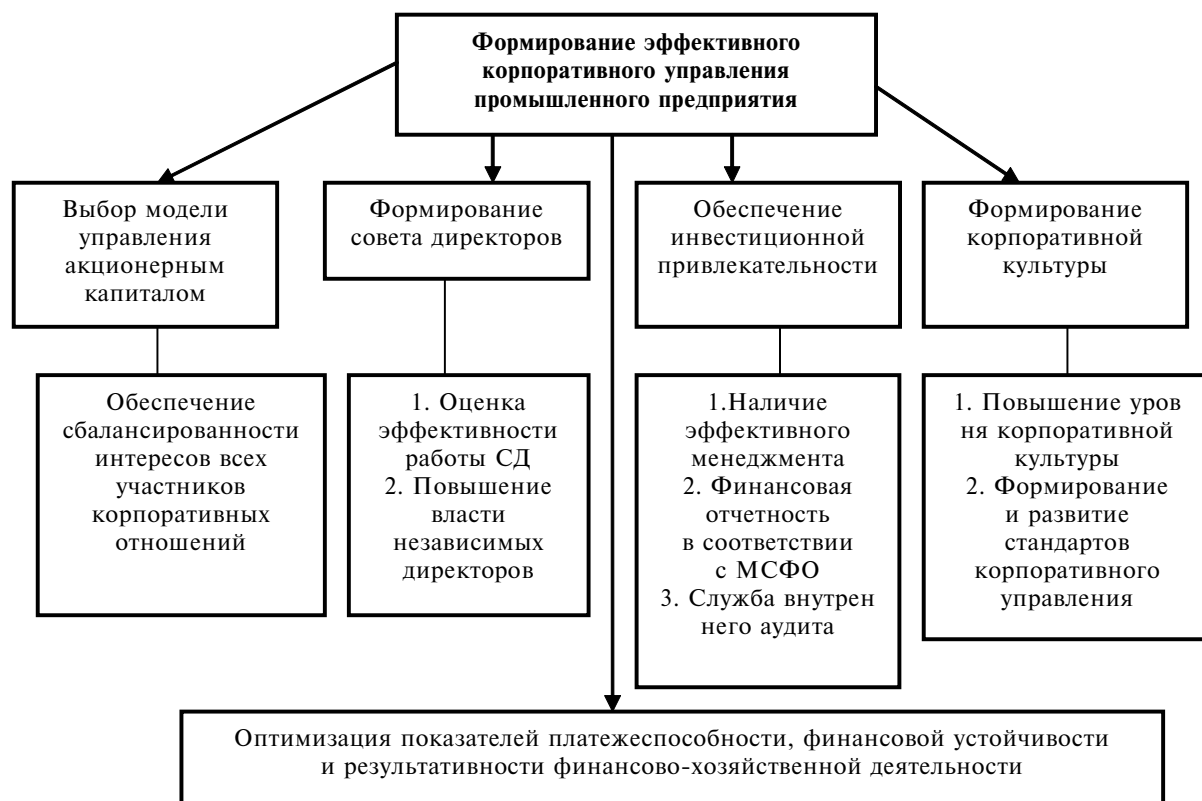 Формирование эффективного
корпоративного управления
промышленного предприятия
Выбор модели
управления
акционерным
капиталом
Формирование
совета директоров
Обеспечение
инвестиционной
привлекательности
Формирование
корпоративной
культуры
Обеспечение
сбалансированности
интересов всех
участников
корпоративных
отношений
1. Оценка
эффективности
работы СД
2. Повышение
власти
независимых
директоров
1.Наличие
эффективного
менеджмента
2. Финансовая
отчетность
в соответствии
с МСФО
3. Служба внутрен
него аудита
1. Повышение уров
ня корпоративной
культуры
2. Формирование
и развитие
стандартов
корпоративного
управления
Оптимизация показателей платежеспособности, финансовой устойчивости
и результативности финансово-хозяйственной деятельности